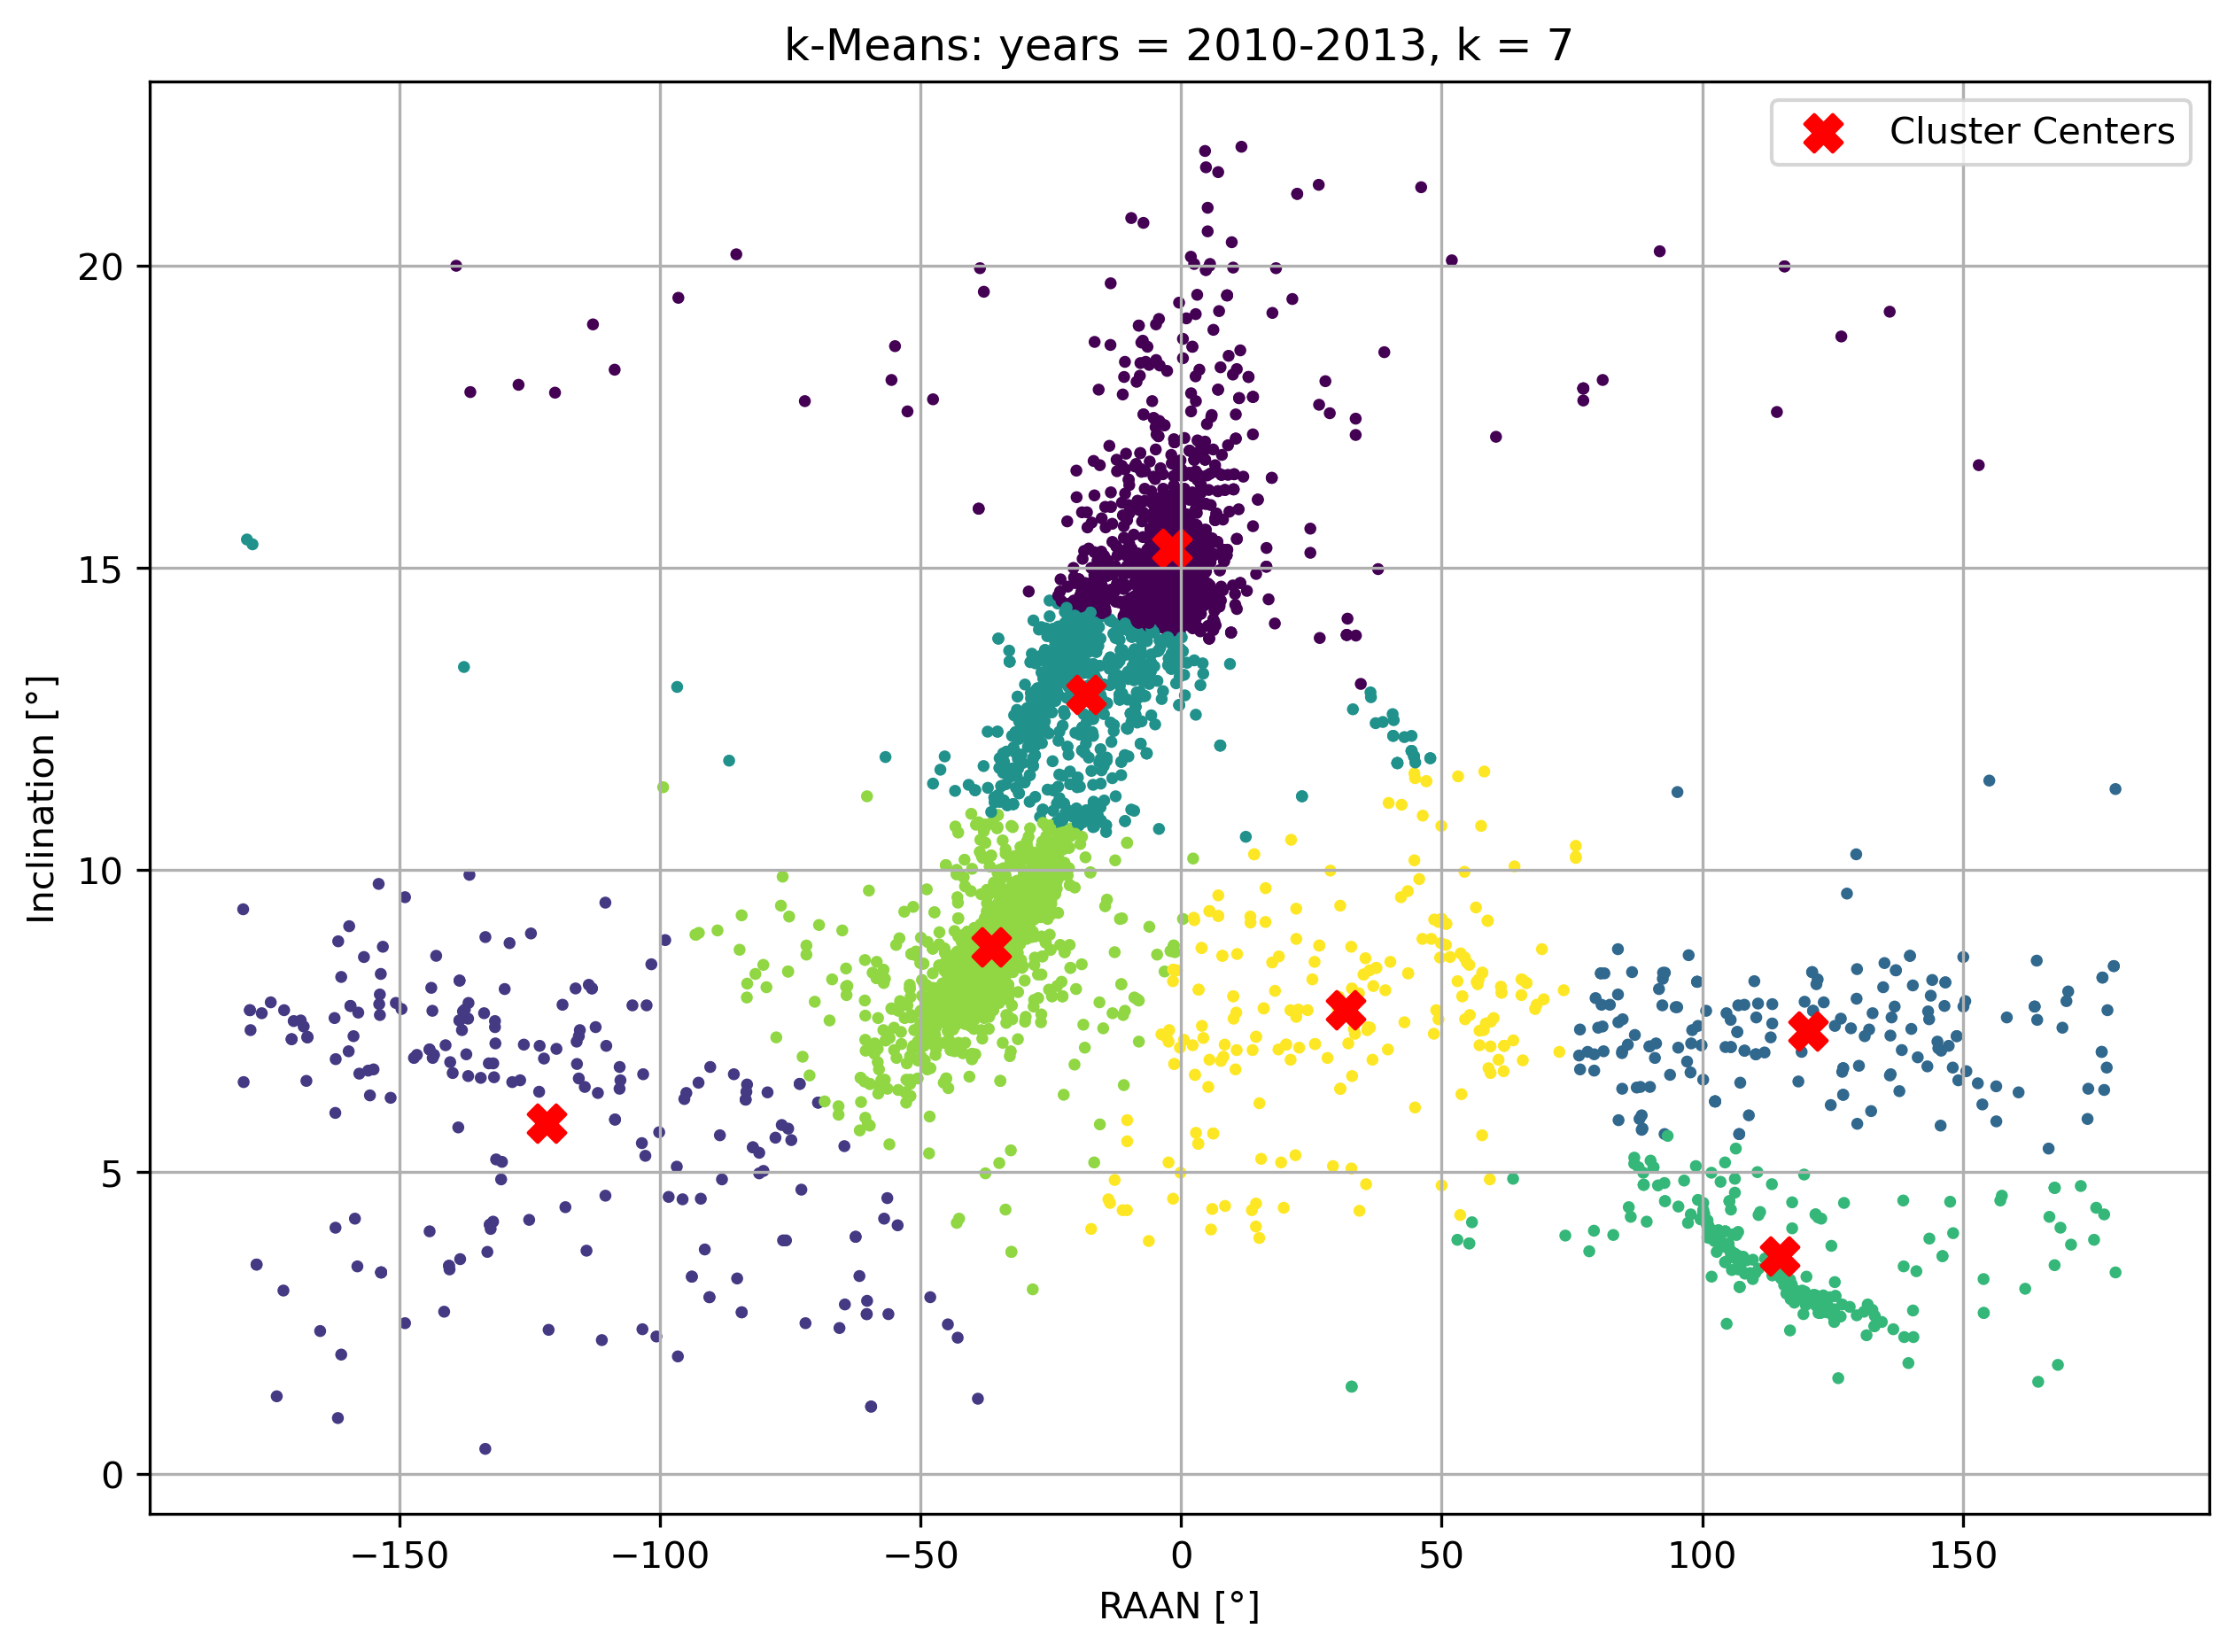 k-Means: years = 2010-2013, k = 7
Cluster Centers
20
15
10
5
0
Inclination [°]
−150 −100 −50 0 50 100 150
RAAN [°]